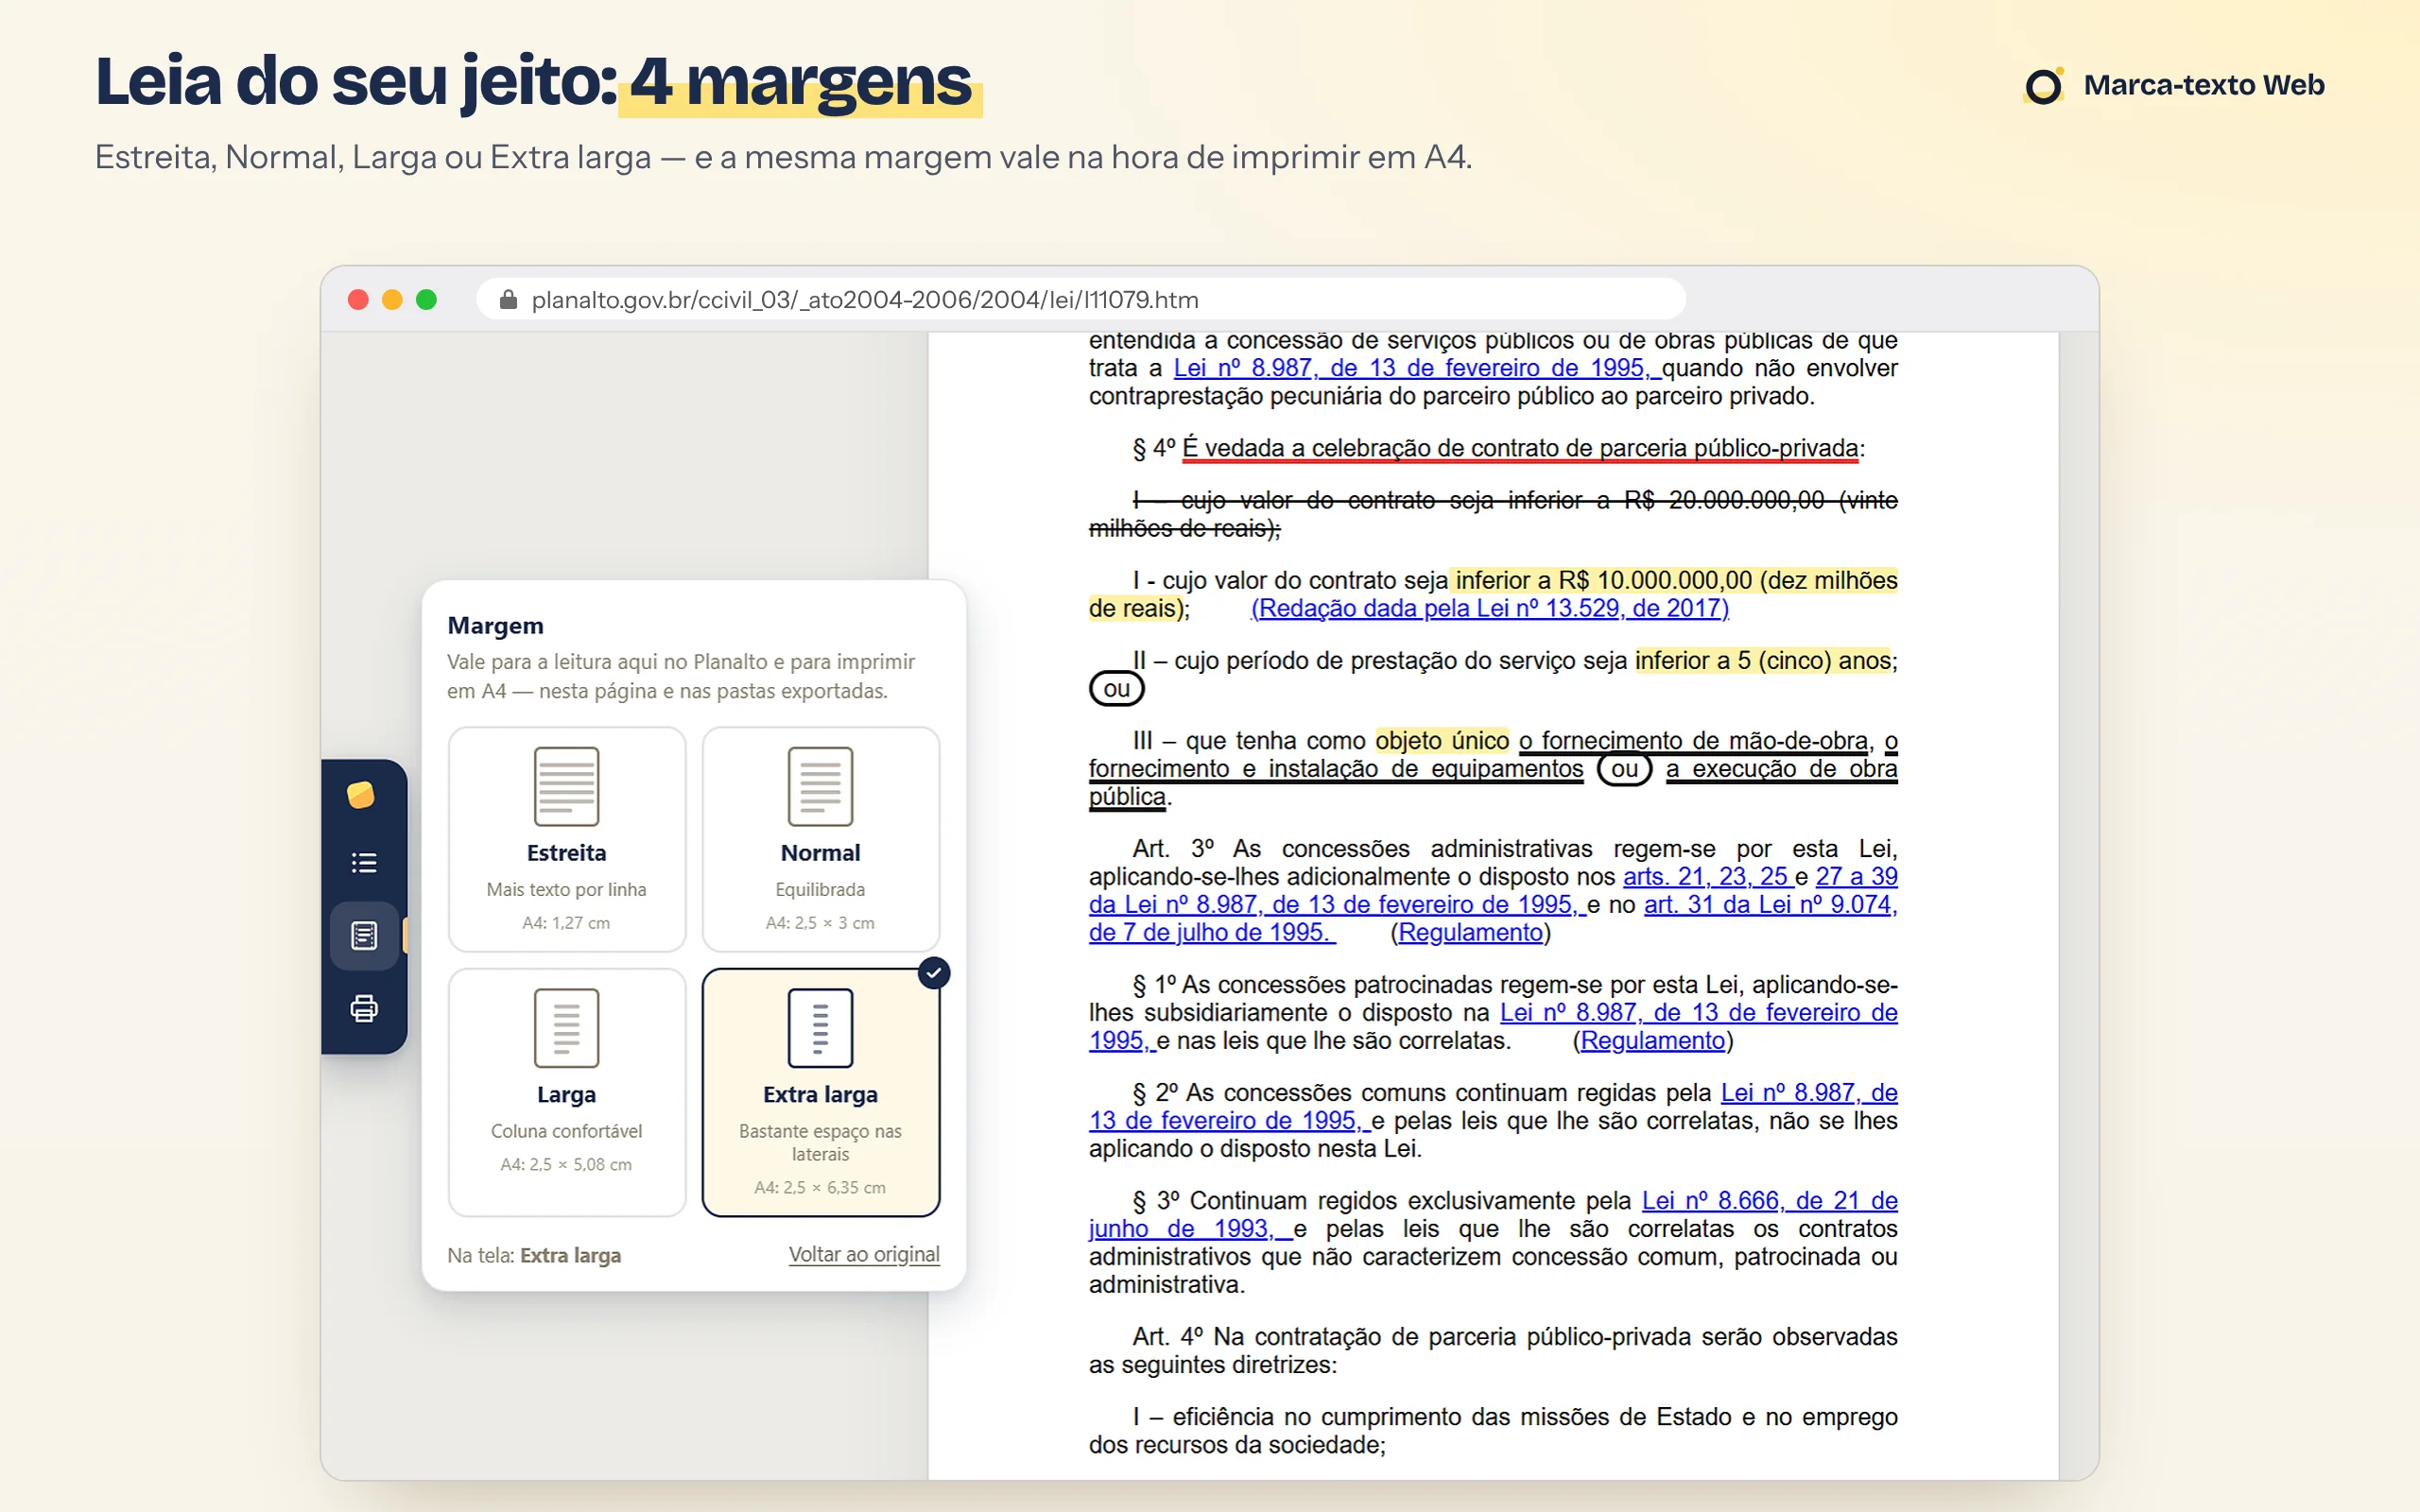 Leia do seu jeito: 4 margens
Marca-texto Web
Estreita, Normal, Larga ou Extra larga — e a mesma margem vale na hora de imprimir em A4.
planalto.gov.br/ccivil_03/_ato2004-2006/2004/lei/l11079.htm
Margem
Vale para a leitura aqui no Planalto e para imprimir
em A4 — nesta página e nas pastas exportadas.
Estreita
Mais texto por linha
A4: 1,27 cm
Normal
Equilibrada
A4: 2,5 × 3 cm
Larga
Coluna confortável
A4: 2,5 × 5,08 cm
Extra larga
Bastante espaço nas
laterais
A4: 2,5 × 6,35 cm
Na tela: Extra larga
Voltar ao original
entendida a concessão de serviços públicos ou de obras públicas de que
trata a Lei nº 8.987, de 13 de fevereiro de 1995, quando não envolver
contraprestação pecuniária do parceiro público ao parceiro privado.
§ 4º É vedada a celebração de contrato de parceria público-privada:
I – cujo valor do contrato seja inferior a R$ 20.000.000,00 (vinte
milhões de reais);
I - cujo valor do contrato seja inferior a R$ 10.000.000,00 (dez milhões
de reais); (Redação dada pela Lei nº 13.529, de 2017)
II – cujo período de prestação do serviço seja inferior a 5 (cinco) anos;
ou
III – que tenha como objeto único o fornecimento de mão-de-obra, o
fornecimento e instalação de equipamentos ou a execução de obra
pública.
Art. 3º As concessões administrativas regem-se por esta Lei,
aplicando-se-lhes adicionalmente o disposto nos arts. 21, 23, 25 e 27 a 39
da Lei nº 8.987, de 13 de fevereiro de 1995, e no art. 31 da Lei nº 9.074,
de 7 de julho de 1995. (Regulamento)
§ 1º As concessões patrocinadas regem-se por esta Lei, aplicando-se-
lhes subsidiariamente o disposto na Lei nº 8.987, de 13 de fevereiro de
1995, e nas leis que lhe são correlatas. (Regulamento)
§ 2º As concessões comuns continuam regidas pela Lei nº 8.987, de
13 de fevereiro de 1995, e pelas leis que lhe são correlatas, não se lhes
aplicando o disposto nesta Lei.
§ 3º Continuam regidos exclusivamente pela Lei nº 8.666, de 21 de
junho de 1993, e pelas leis que lhe são correlatas os contratos
administrativos que não caracterizem concessão comum, patrocinada ou
administrativa.
Art. 4º Na contratação de parceria público-privada serão observadas
as seguintes diretrizes:
I – eficiência no cumprimento das missões de Estado e no emprego
dos recursos da sociedade;